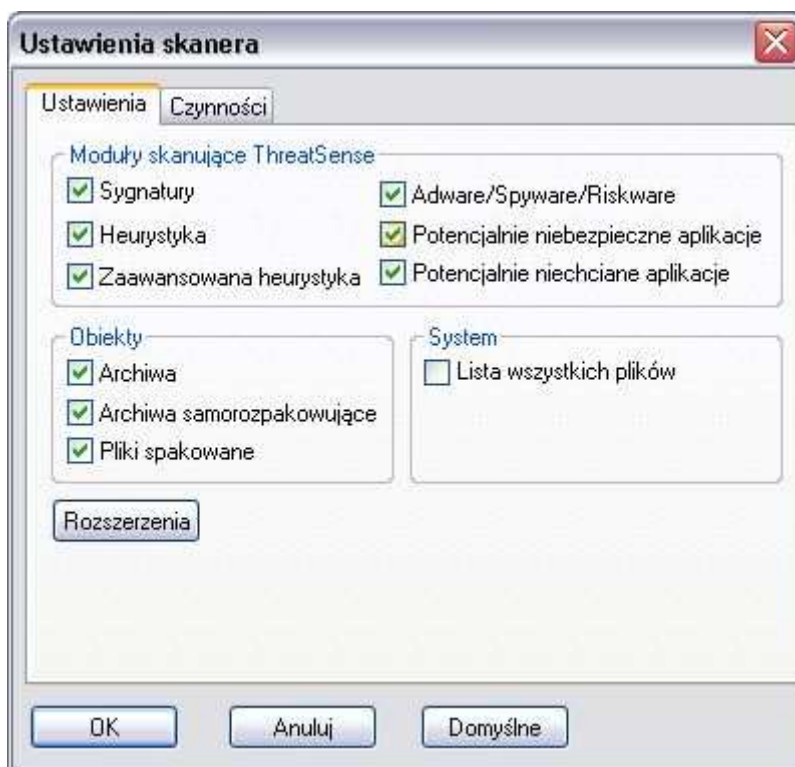 Ustawienia skanera
Ustawienia
Czynności
Moduły skanujące ThreatSense
Sygnatury
Adware/Spyware/Riskware
Heurystyka
Potencjalnie niebezpieczne aplikacje
Zaawansowana heurystyka
Potencjalnie niechciane aplikacje
Obiekty
System
Archiwa
Lista wszystkich plików
Archiwa samorozpakowujące
Pliki spakowane
Rozszerzenia
OK
Anuluj
Domyślne